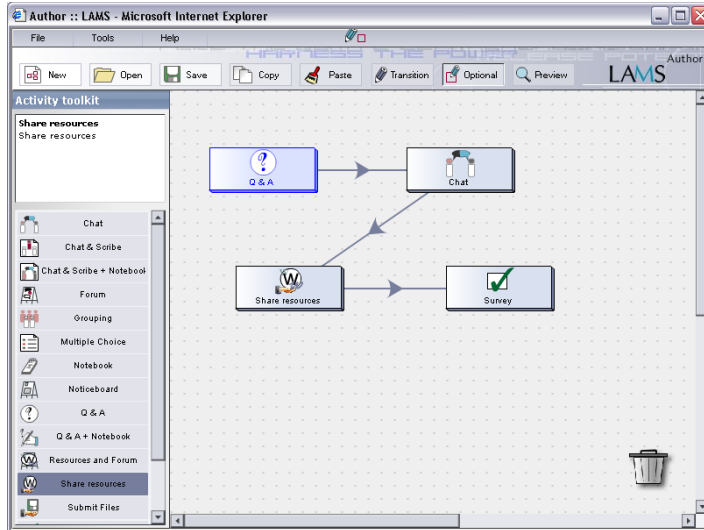 Author :: LAMS - Microsoft Internet Explorer
File Tools Help
HARNESS THE POWER
Author
New Open Save Copy Paste Transition Optional Preview LAMS
Activity toolkit
Share resources
Share resources
Chat
Chat & Scribe
Chat & Scribe + Notebook
Forum
Grouping
Multiple Choice
Notebook
Noticeboard
Q & A
Q & A + Notebook
Resources and Forum
Share resources
Submit Files
? 
Q & A
Chat
W
Share resources
Survey